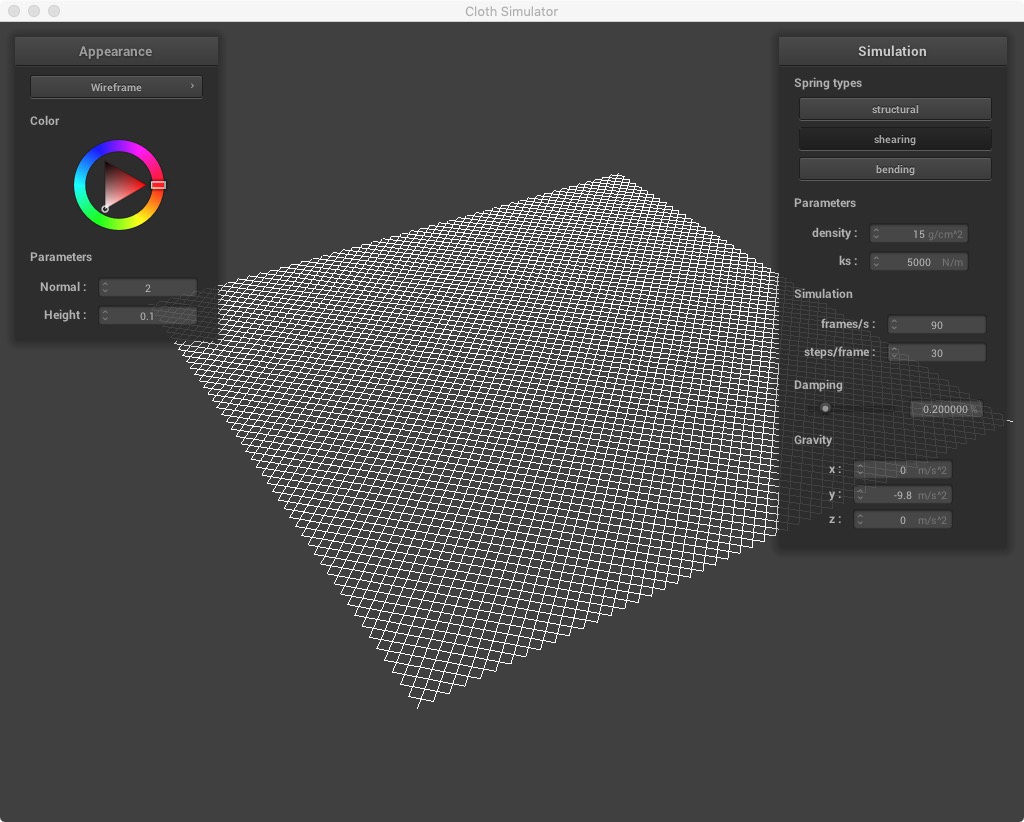 Cloth Simulator
Appearance
Wireframe
Color
Parameters
Normal : 2
Height : 0.1
Simulation
Spring types
structural
shearing
bending
Parameters
density : 15 g/cm^2
ks : 5000 N/m
Simulation
frames/s : 90
steps/frame : 30
Damping
0.200000 %
Gravity
x : 0 m/s^2
y : -9.8 m/s^2
z : 0 m/s^2